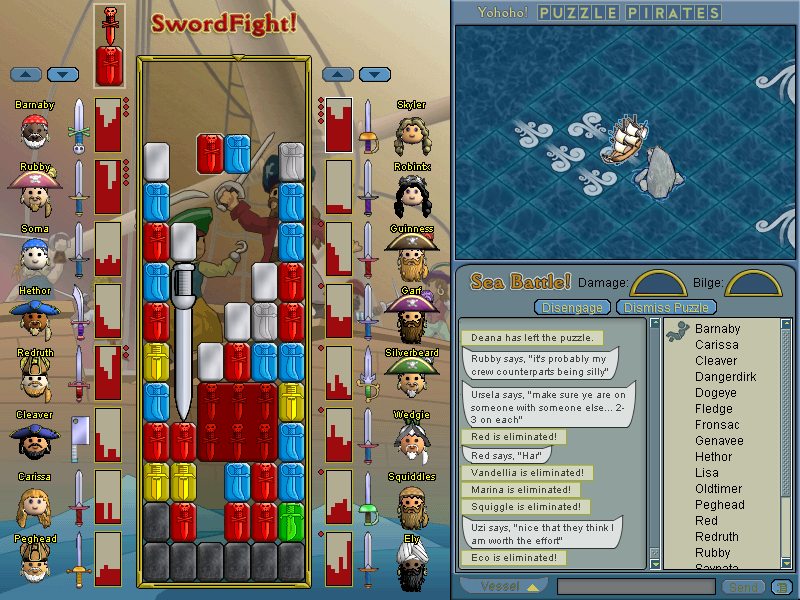 SwordFight!
Barnaby
Rubby
Soma
Hethor
Redruth
Cleaver
Carissa
Peghead
Skyler
Robintx
Guinness
Garf
Silverbeard
Wedgie
Squiddles
Ely
Yohoho! PUZZLE PIRATES
Sea Battle! Damage: Bilge:
Disengage Dismiss Puzzle
Deana has left the puzzle.
Rubby says, "it's probably my
crew counterparts being silly"
Ursela says, "make sure ye are on
someone with someone else... 2-
3 on each"
Red is eliminated!
Red says, "Har"
Vandellia is eliminated!
Marina is eliminated!
Squiggle is eliminated!
Uzi says, "nice that they think I
am worth the effort"
Eco is eliminated!
Barnaby
Carissa
Cleaver
Dangerdirk
Dogeye
Fledge
Fronsac
Genavee
Hethor
Lisa
Oldtimer
Peghead
Red
Redruth
Rubby
Vessel
Send